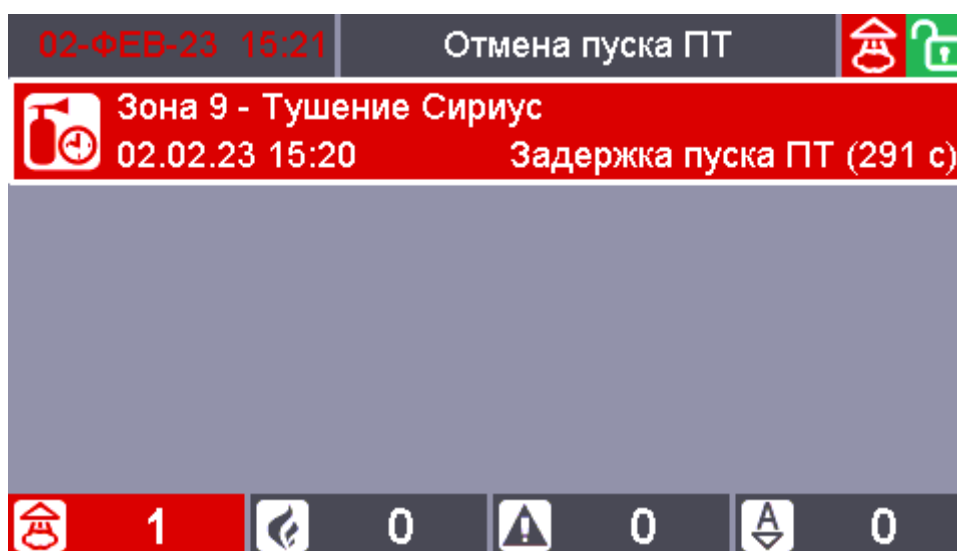 02-ФЕВ-23 15:21 Отмена пуска ПТ
Зона 9 - Тушение Сириус
02.02.23 15:20 Задержка пуска ПТ (291 с)
1 0 0 A 0